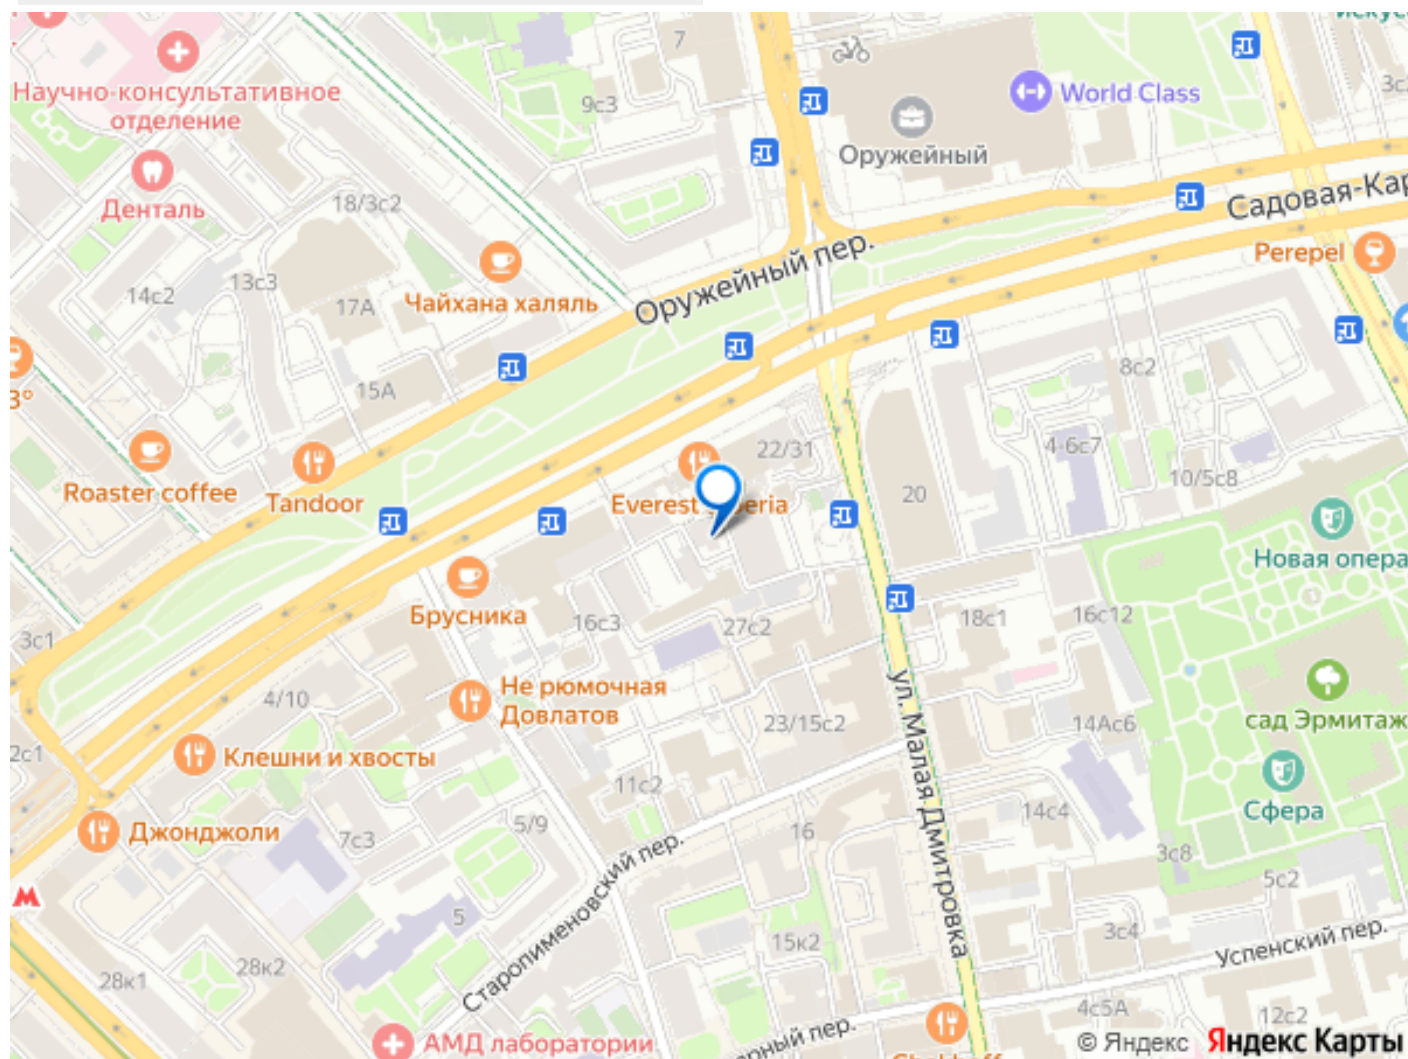 7
Научно-консультативное
отделение
9с3
World Class
Оружейный
Денталь
18/3с2
Садовая-Кар
Оружейный пер.
Perepel
Чайхана халяль
13с3
14с2
17А
8с2
15А
3°
22/31
4-6с7
10/5с8
Roaster coffee
Tandoor
Everest
20
Новая опера
Брусника
16с3
27с2
18с1
16с12
3с1
Не рюмочная
Довлатов
4/10
23/15с2
14Ас6
сад Эрмитаж
ул. Малая Дмитровка
2с1
Клешни и хвосты
11с2
14с4
Сфера
Джонджоли
7с3
5/9
16
3с8
5с2
М
Старопименовский пер.
5
15к2
3с4
Успенский пер.
28к1
28к2
4с5А
12с2
АМД лаборатории
© Яндекс
Яндекс Карты